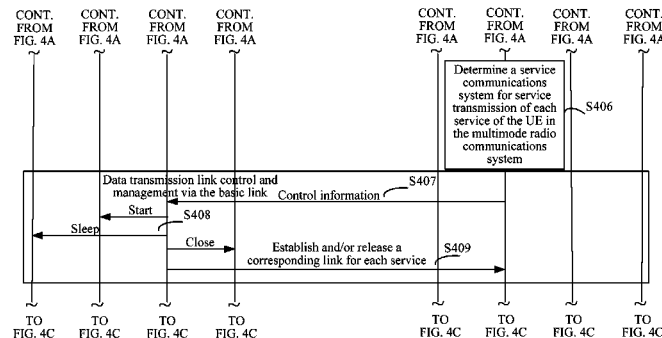 CONT. FROM FIG. 4A
CONT. FROM FIG. 4A
CONT. FROM FIG. 4A
CONT. FROM FIG. 4A
CONT. FROM FIG. 4A
CONT. FROM FIG. 4A
CONT. FROM FIG. 4A
CONT. FROM FIG. 4A
Determine a service
communications
system for service
transmission of each
service of the UE in
the multimode radio
communications
system
S406
Data transmission link control and
management via the basic link
S407
Control information
Start
S408
Sleep
Close
Establish and/or release a
corresponding link for each service
S409
TO FIG. 4C
TO FIG. 4C
TO FIG. 4C
TO FIG. 4C
TO FIG. 4C
TO FIG. 4C
TO FIG. 4C
TO FIG. 4C